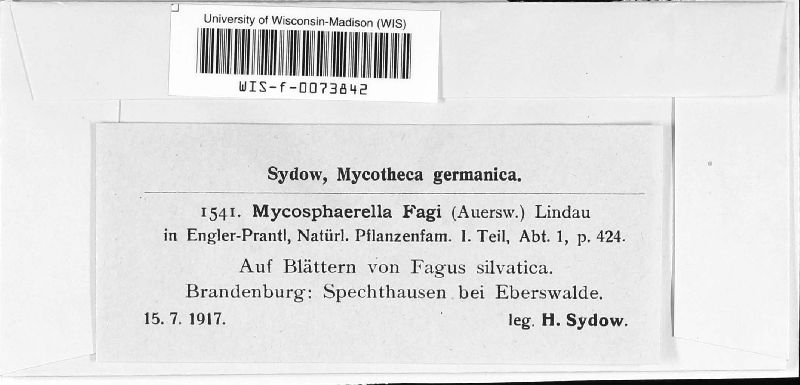 University of Wisconsin-Madison (WIS)
WIS-f-0073842
Sydow, Mycotheca germanica.
1541. Mycosphaerella Fagi (Auersw.) Lindau
in Engler-Prantl, Natürl. Pflanzenfam. I. Teil, Abt. 1, p. 424.
Auf Blättern von Fagus silvatica.
Brandenburg: Spechthausen bei Eberswalde.
15. 7. 1917. leg. H. Sydow.